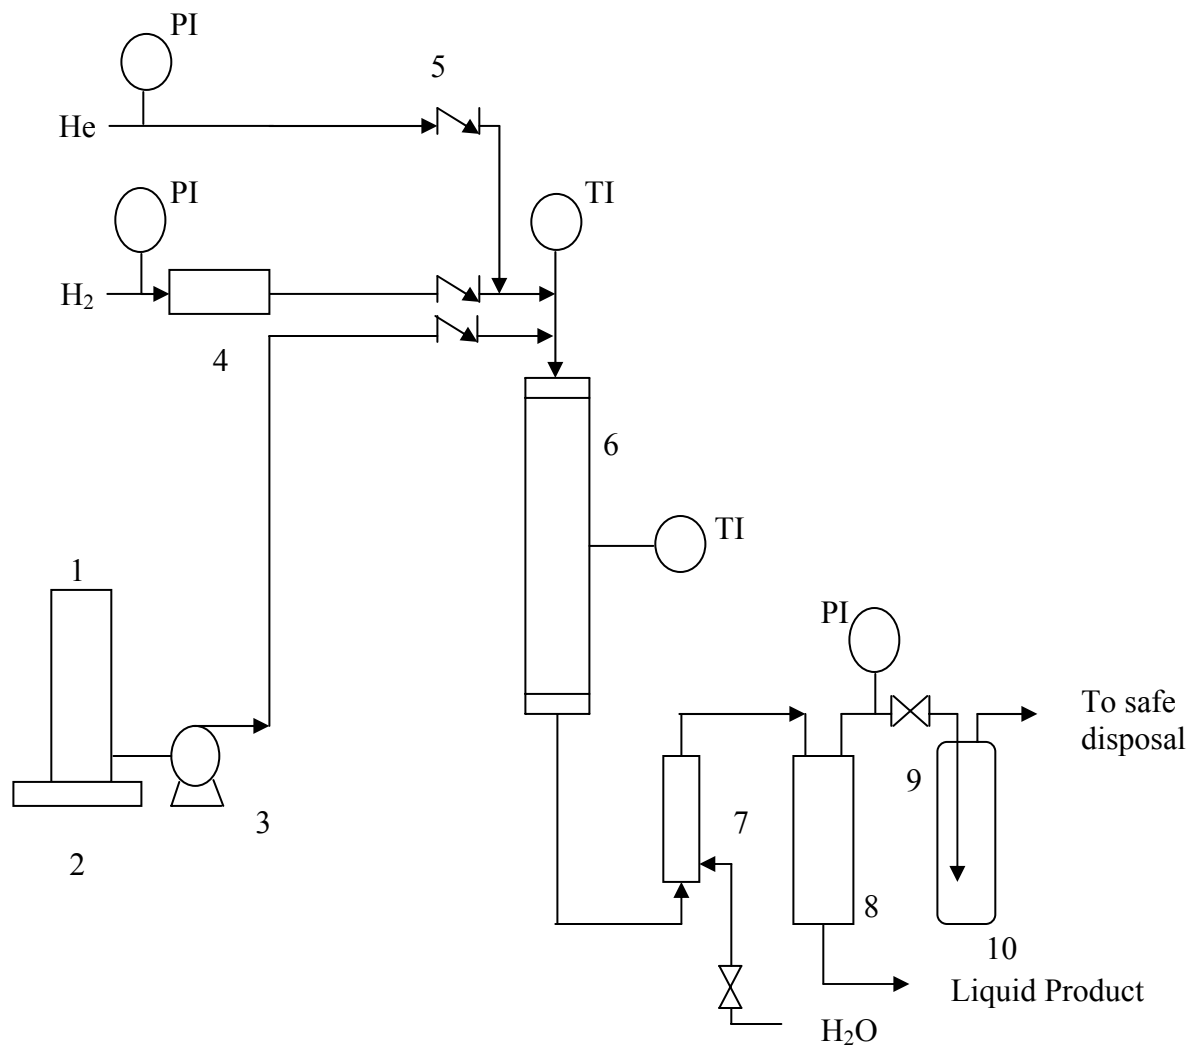 PI
5
He
PI
TI
H₂
4
6
TI
1
PI
To safe
disposal
9
3
7
2
8
10
Liquid Product
H₂O